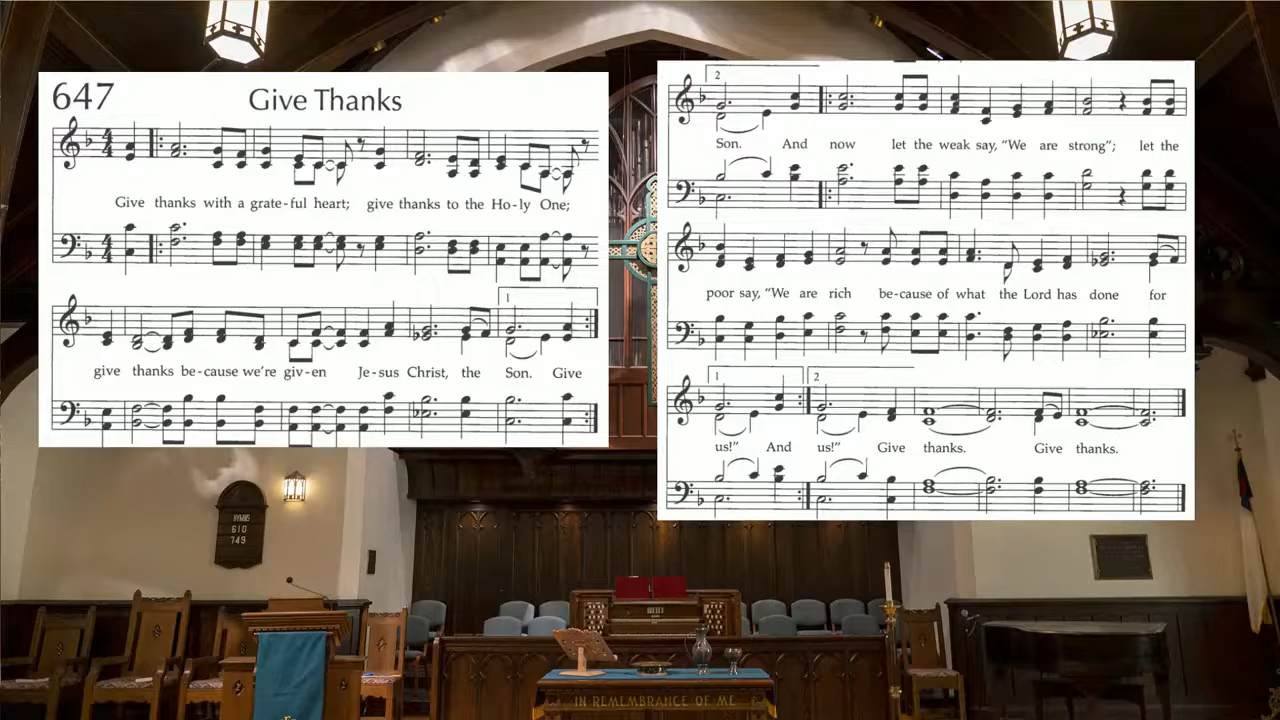 647
Give Thanks
Give thanks with a grate-ful heart; give thanks to the Ho-ly One;
give thanks be-cause we're giv-en Je-sus Christ, the Son. Give
1
2
Son. And now let the weak say, "We are strong"; let the
poor say, "We are rich be-cause of what the Lord has done for
1 2
us!" And us!" Give thanks. Give thanks.
HYMNS
610
749
IN REMEMBRANCE OF ME